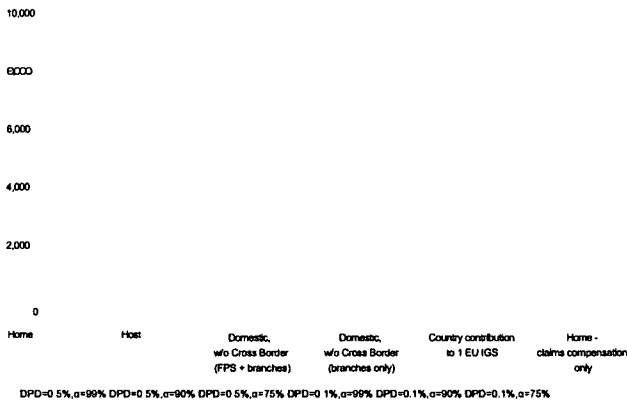 10,000
8,000
6,000
4,000
2,000
0
Home
Host
Domestic,
w/o Cross Border
(FPS + branches)
Domestic,
w/o Cross Border
(branches only)
Country contribution
to 1 EU IGS
Home -
claims compensation
only
DPD=0 5%,α=99% DPD=0 5%,α=90% DPD=0 5%,α=75% DPD=0 1%,α=99% DPD=0.1%,α=90% DPD=0.1%,α=75%